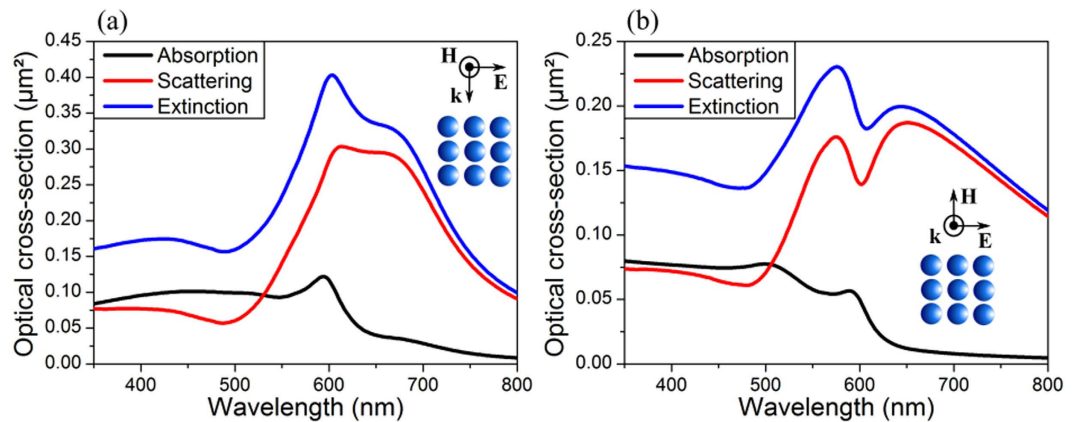 (a)
0.45
0.40
0.35
0.30
0.25
0.20
0.15
0.10
0.05
0.00
Optical cross-section (μm²)
Absorption
Scattering
Extinction
H
E
k
400
500
600
700
800
Wavelength (nm)
(b)
0.25
0.20
0.15
0.10
0.05
0.00
Optical cross-section (μm²)
Absorption
Scattering
Extinction
H
k
E
400
500
600
700
800
Wavelength (nm)